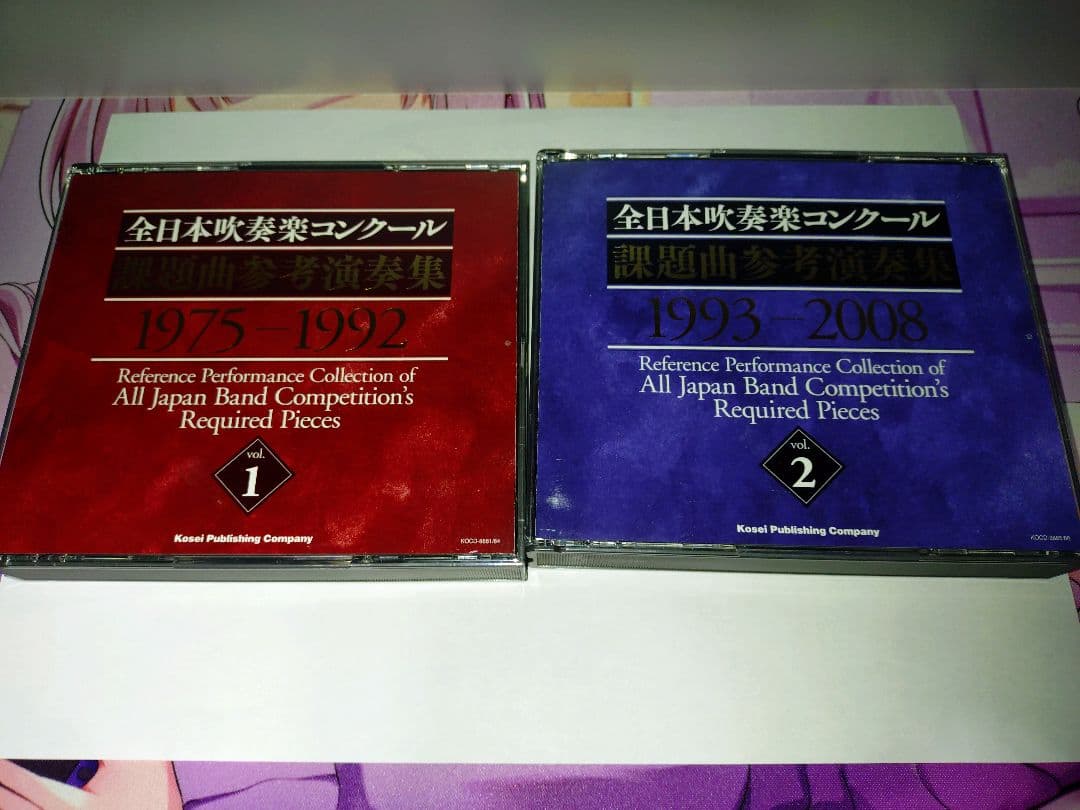 全日本吹奏楽コンクール
課題曲参考演奏集
1975－1992
Reference Performance Collection of
All Japan Band Competition's
Required Pieces
vol.
1
Kosei Publishing Company
全日本吹奏楽コンクール
課題曲参考演奏集
1993－2008
Reference Performance Collection of
All Japan Band Competition's
Required Pieces
vol.
2
Kosei Publishing Company